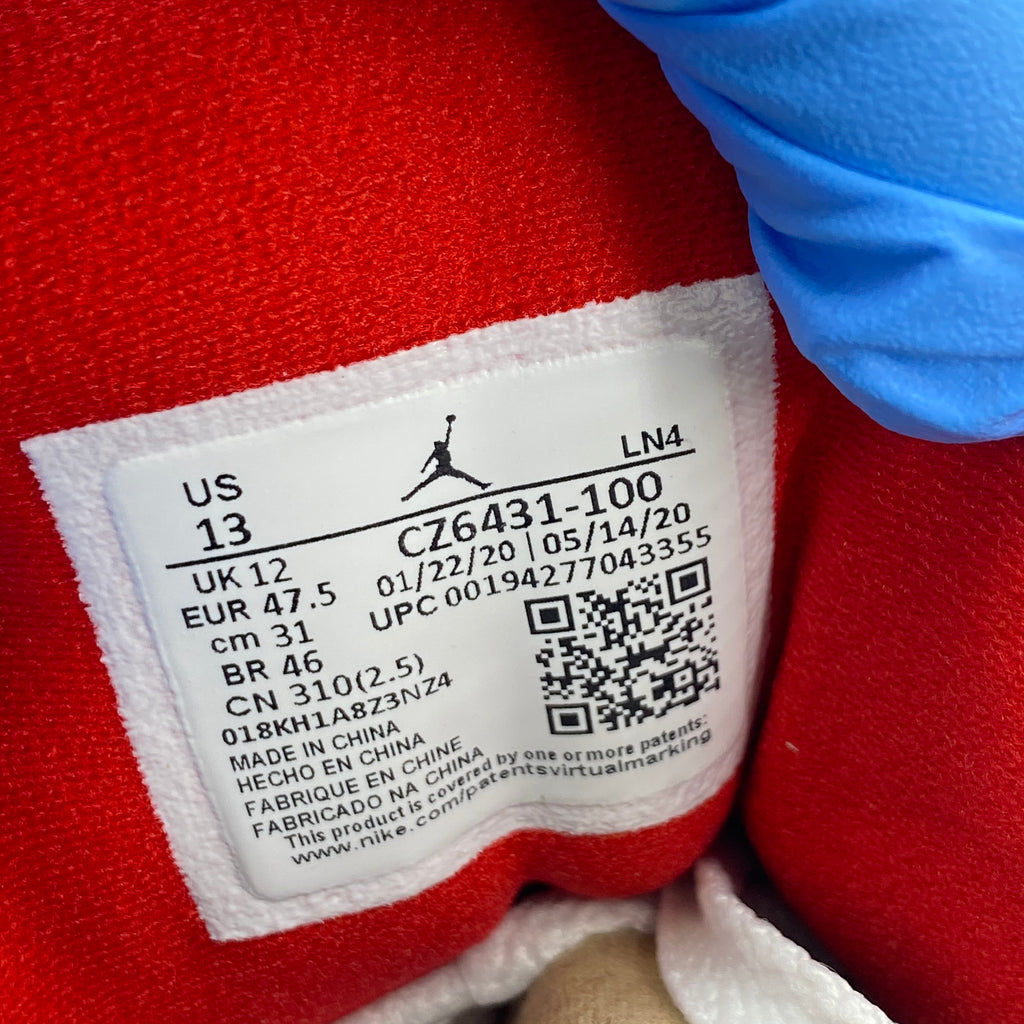 US
13
LN4
CZ6431-100
UK 12
01/22/20 | 05/14/20
EUR 47.5
UPC 00194277043355
cm 31
BR 46
CN 310(2.5)
018KH1A8Z3NZ4
MADE IN CHINA
HECHO EN CHINA
FABRIQUE EN CHINE
FABRICADO NA CHINA
This product is covered by one or more patents:
www.nike.com/patentsvirtualmarking